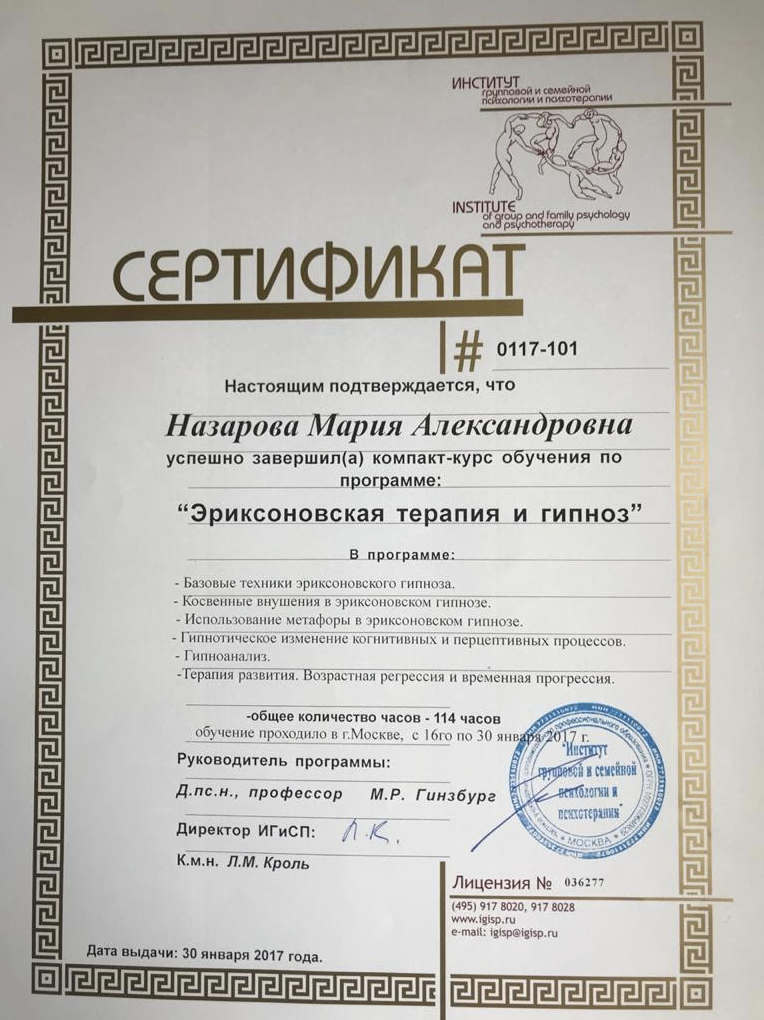 ИНСТИТУТ
групповой и семейной
психологии и психотерапии
INSTITUTE
of group and family psychology
and psychotherapy
СЕРТИФИКАТ
# 0117-101
Настоящим подтверждается, что
Назарова Мария Александровна
успешно завершил(а) компакт-курс обучения по
программе:
“Эриксоновская терапия и гипноз”
В программе:
- Базовые техники эриксоновского гипноза.
- Косвенные внушения в эриксоновском гипнозе.
- Использование метафоры в эриксоновском гипнозе.
- Гипнотическое изменение когнитивных и перцептивных процессов.
- Гипноанализ.
-Терапия развития. Возрастная регрессия и временная прогрессия.
-общее количество часов - 114 часов
обучение проходило в г.Москве, с 16го по 30 января 2017 г.
Руководитель программы:
Д.пс.н., профессор М.Р. Гинзбург
Директор ИГиСП:
К.м.н. Л.М. Кроль
"Институт
групповой и семейной
психологии и
психотерапии"
МОСКВА
Лицензия № 036277
(495) 917 8020, 917 8028
www.igisp.ru
e-mail: igisp@igisp.ru
Дата выдачи: 30 января 2017 года.